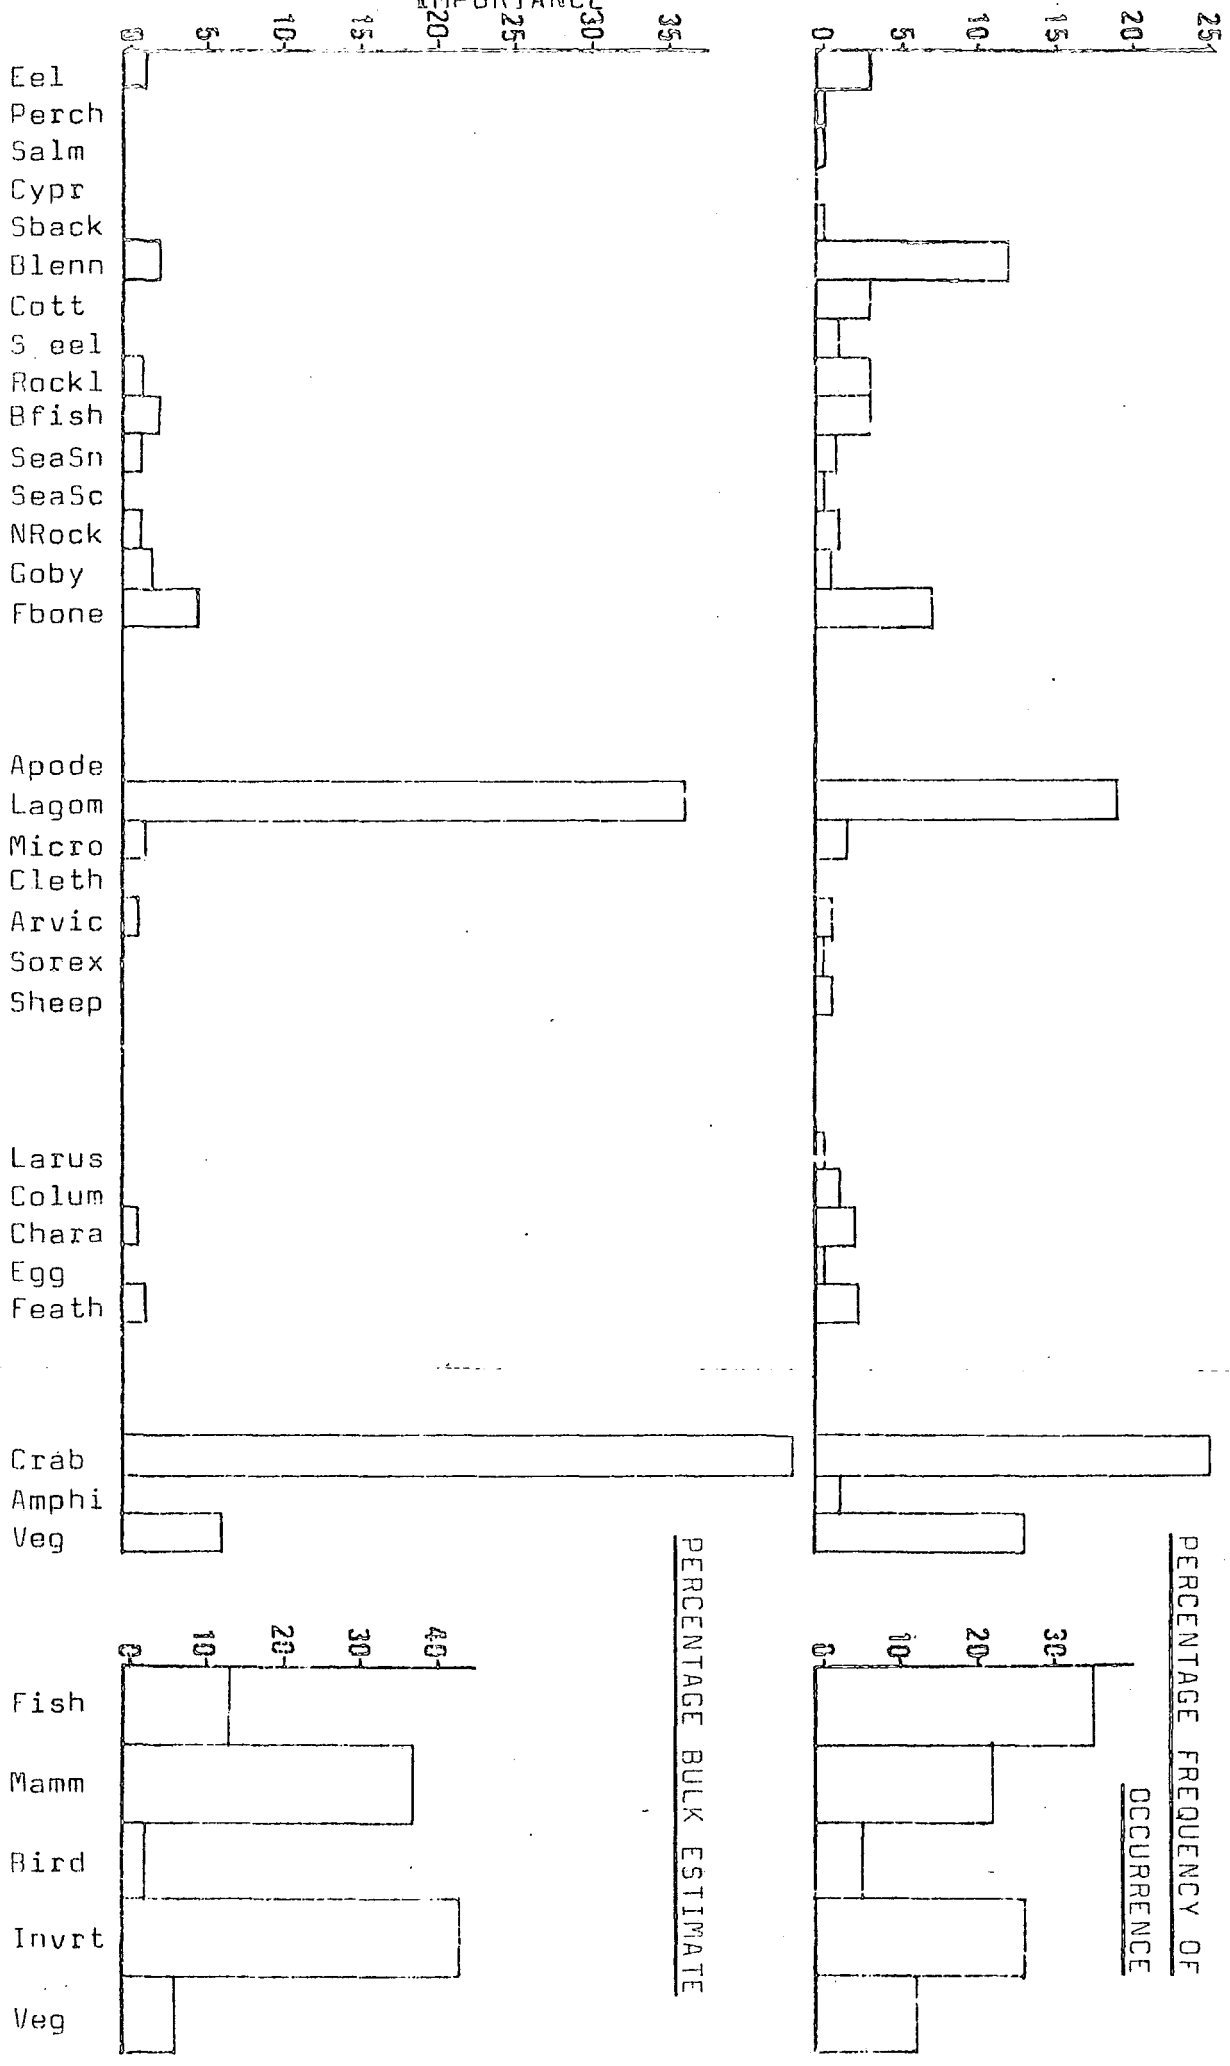 IMPORTANCE
0 5 10 15 20 25 30 35
0 5 10 15 20 25
Eel
Perch
Salm
Cypr
Sback
Blenn
Cott
S eel
Rockl
Bfish
SeaSn
SeaSc
NRock
Goby
Fbone
Apode
Lagom
Micro
Cleth
Arvic
Sorex
Sheep
Larus
Colum
Chara
Egg
Feath
Crab
Amphi
Veg
PERCENTAGE BULK ESTIMATE
PERCENTAGE FREQUENCY OF
OCCURRENCE
0 10 20 30 40
0 10 20 30
Fish
Mamm
Bird
Invrt
Veg